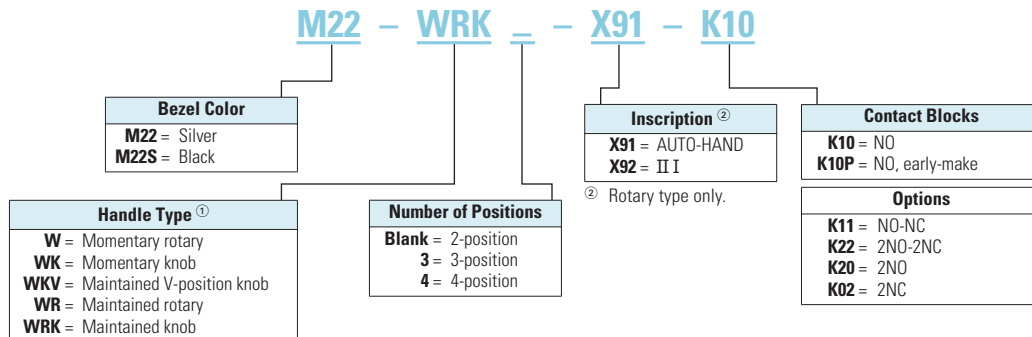 M22 – WRK _ – X91 – K10
Bezel Color
M22 = Silver
M22S = Black
Inscription ②
X91 = AUTO-HAND
X92 = II I
② Rotary type only.
Contact Blocks
K10 = NO
K10P = NO, early-make
Options
K11 = NO-NC
K22 = 2NO-2NC
K20 = 2NO
K02 = 2NC
Handle Type ①
W = Momentary rotary
WK = Momentary knob
WKV = Maintained V-position knob
WR = Maintained rotary
WRK = Maintained knob
Number of Positions
Blank = 2-position
3 = 3-position
4 = 4-position